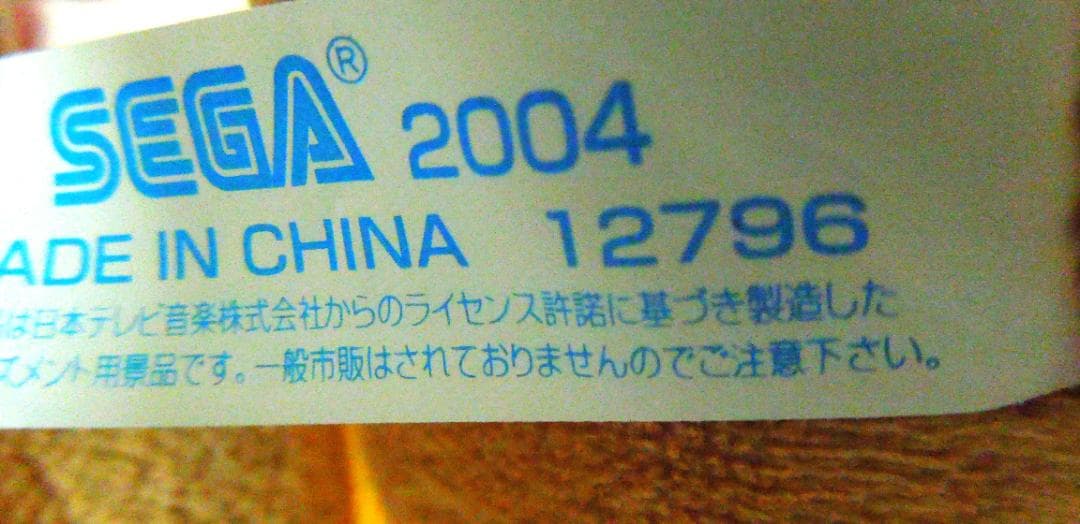 SEGA® 2004
ADE IN CHINA 12796
は日本テレビ音楽株式会社からのライセンス許諾に基づき製造した
ズメント用景品です。一般市販はされておりませんのでご注意下さい。